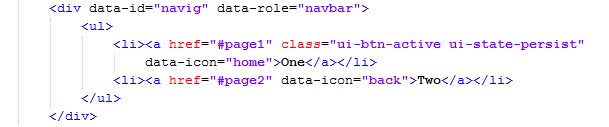 <div data-id="navig" data-role="navbar">
<ul>
<li><a href="#page1" class="ui-btn-active ui-state-persist"
data-icon="home">One</a></li>
<li><a href="#page2" data-icon="back">Two</a></li>
</ul>
</div>